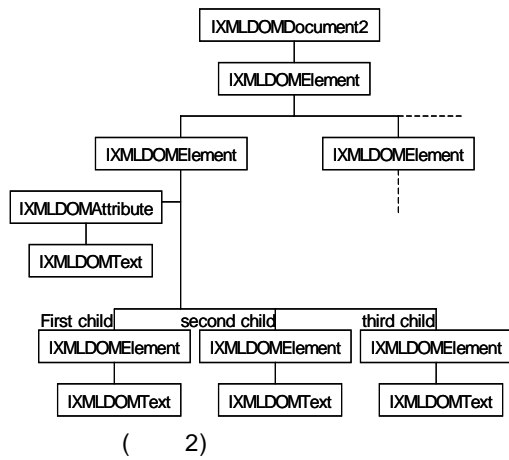 IXMLDOMDocument2
IXMLDOMElement
IXMLDOMElement IXMLDOMElement
IXMLDOMAttribute
IXMLDOMText
First child second child third child
IXMLDOMElement IXMLDOMElement IXMLDOMElement
IXMLDOMText IXMLDOMText IXMLDOMText
( 2)